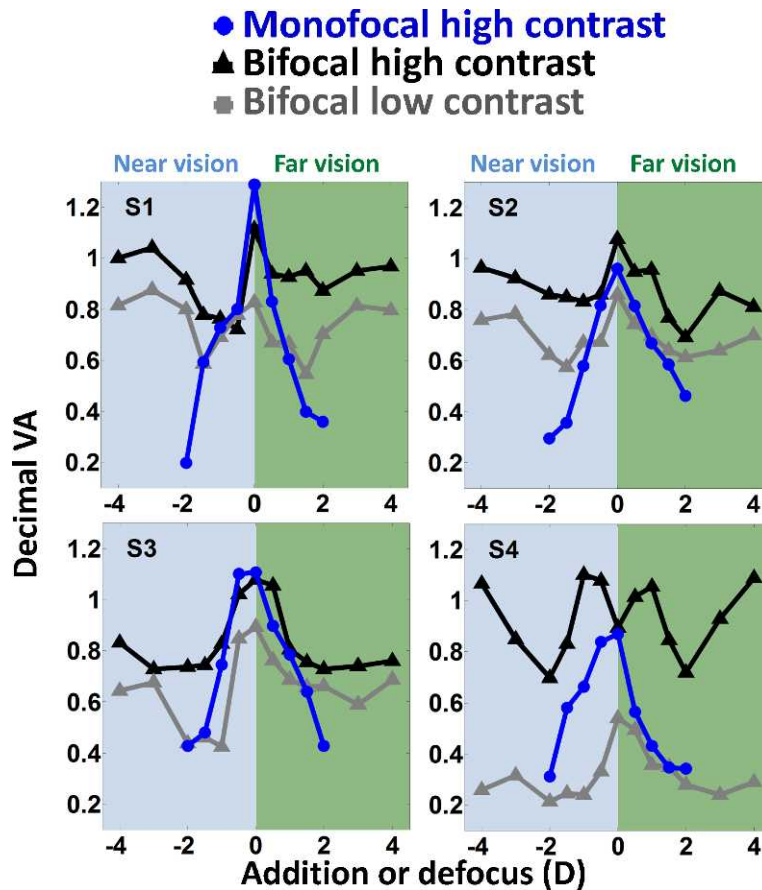 Monofocal high contrast
Bifocal high contrast
Bifocal low contrast
Near vision Far vision Near vision Far vision
S1
1.2
1
0.8
0.6
0.4
0.2
-4 -2 0 2 4
S2
1.2
1
0.8
0.6
0.4
0.2
-4 -2 0 2 4
S3
1.2
1
0.8
0.6
0.4
0.2
-4 -2 0 2 4
S4
1.2
1
0.8
0.6
0.4
0.2
-4 -2 0 2 4
Decimal VA
Addition or defocus (D)